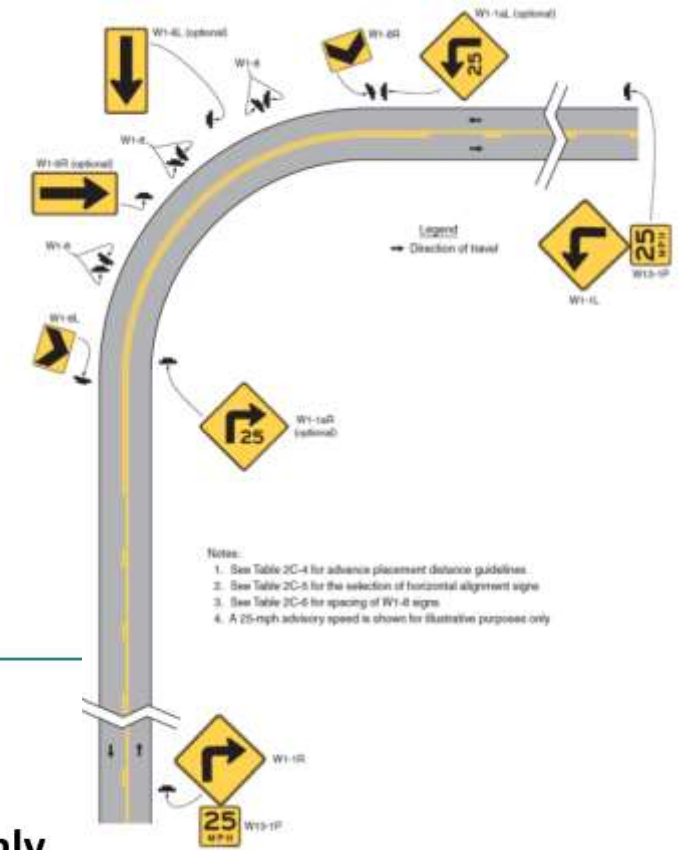 W1-1aL (optional)
W1-6L (optional)
W1-8R
W1-8
25
W1-8
W1-6R (optional)
Legend
Direction of travel
W1-8
25
MPH
W13-1P
W1-1L
W1-8L
25
W1-1aR
(optional)
Notes:
1. See Table 2C-4 for advance placement distance guidelines
2. See Table 2C-5 for the selection of horizontal alignment signs
3. See Table 2C-6 for spacing of W1-8 signs
4. A 25-mph advisory speed is shown for illustrative purposes only
W1-1R
25
MPH
W13-1P